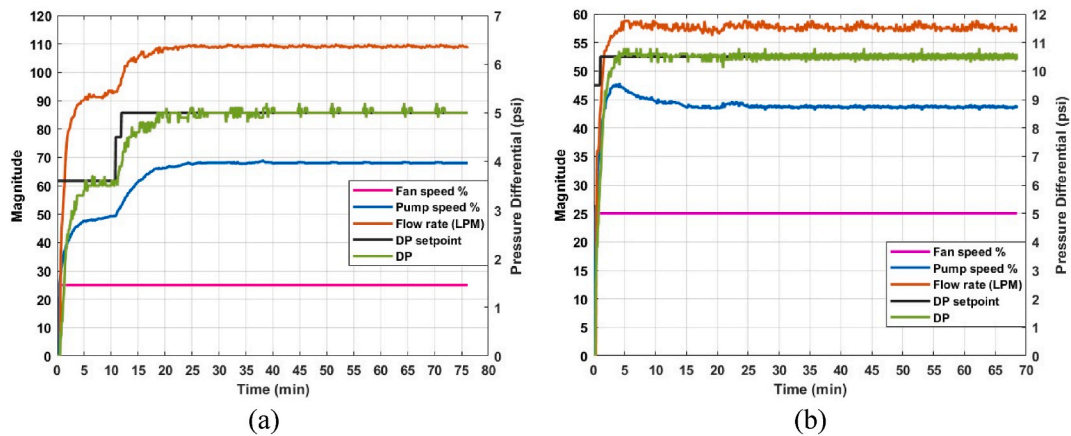 120
110
100
90
80
70
60
50
40
30
20
10
0
Magnitude
0 5 10 15 20 25 30 35 40 45 50 55 60 65 70 75 80
Time (min)
7
6
5
4
3
2
1
0
Pressure Differential (psi)
Fan speed %
Pump speed %
Flow rate (LPM)
DP setpoint
DP
(a)
60
55
50
45
40
35
30
25
20
15
10
5
0
Magnitude
0 5 10 15 20 25 30 35 40 45 50 55 60 65 70
Time (min)
12
11
10
9
8
7
6
5
4
3
2
1
0
Pressure Differential (psi)
Fan speed %
Pump speed %
Flow rate (LPM)
DP setpoint
DP
(b)